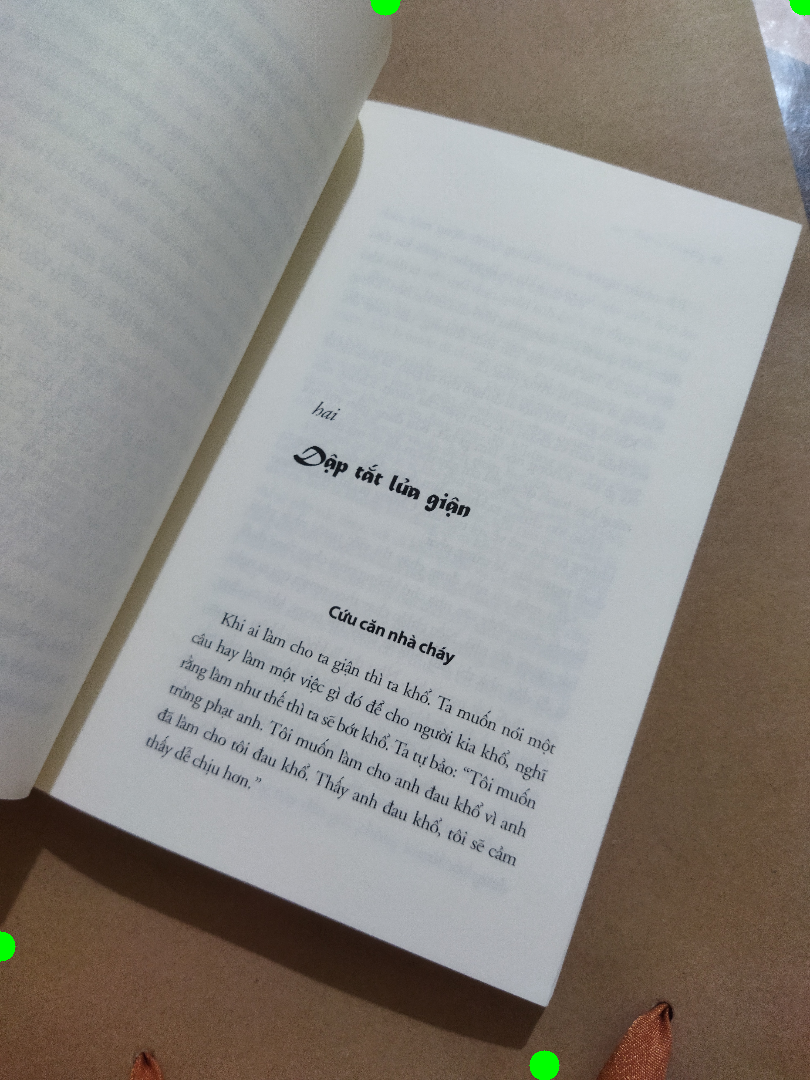 hai
Dập tắt lửa giận
Cứu căn nhà cháy
Khi ai làm cho ta giận thì ta khổ. Ta muốn nói một
câu hay làm một việc gì đó để cho người kia khổ, nghĩ
rằng làm như thế thì ta sẽ bớt khổ. Ta tự bảo: “Tôi muốn
trừng phạt anh. Tôi muốn làm cho anh đau khổ vì anh
đã làm cho tôi đau khổ. Thấy anh đau khổ, tôi sẽ cảm
thấy dễ chịu hơn.”